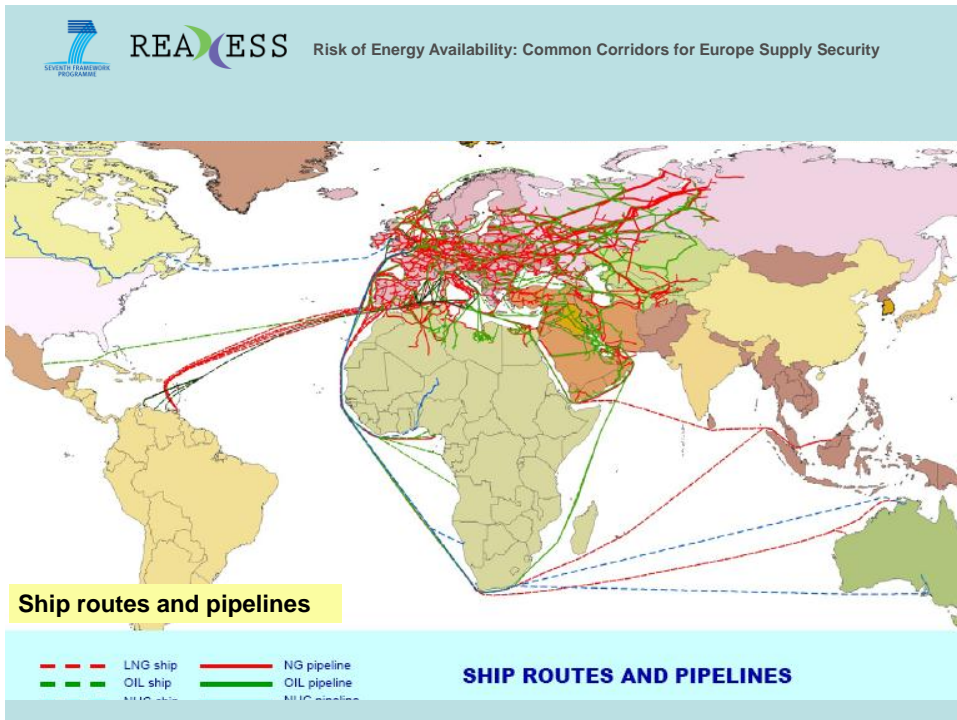 SEVENTH FRAMEWORK
PROGRAMME
REACCESS Risk of Energy Availability: Common Corridors for Europe Supply Security
Ship routes and pipelines
LNG ship NG pipeline
OIL ship OIL pipeline
SHIP ROUTES AND PIPELINES